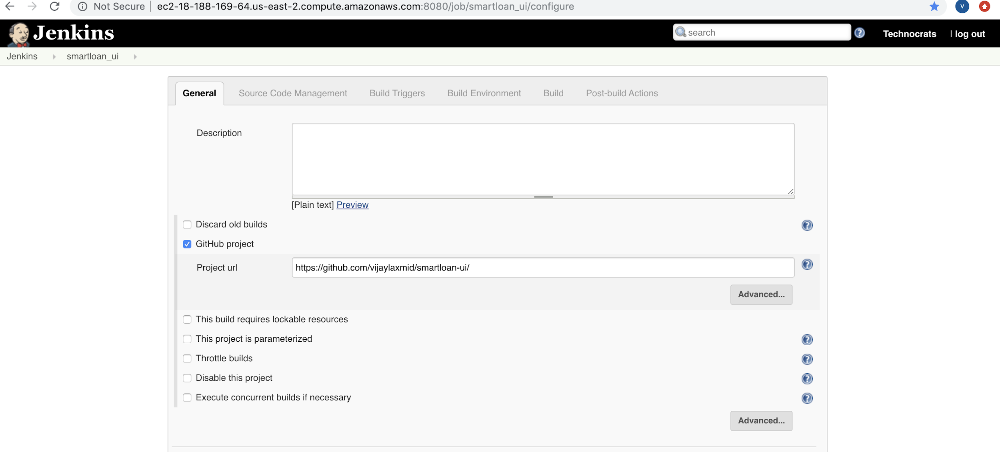 Not Secure | ec2-18-188-169-64.us-east-2.compute.amazonaws.com:8080/job/smartloan_ui/configure
V
Jenkins
search
?
Technocrats
| log out
Jenkins
smartloan_ui
General
Source Code Management
Build Triggers
Build Environment
Build
Post-build Actions
Description
[Plain text] Preview
Discard old builds
?
GitHub project
Project url
https://github.com/vijaylaxmid/smartloan-ui/
?
Advanced...
This build requires lockable resources
This project is parameterized
?
Throttle builds
?
Disable this project
?
Execute concurrent builds if necessary
?
Advanced...